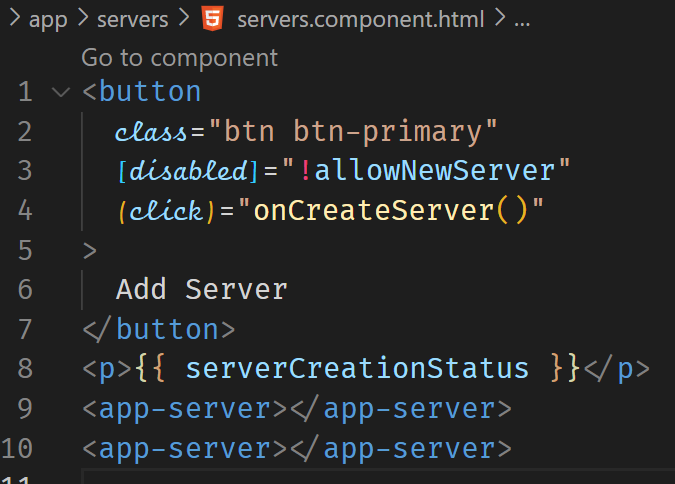 > app > servers > servers.component.html > ...
Go to component
1 <button
2 class="btn btn-primary"
3 [disabled]="!allowNewServer"
4 (click)="onCreateServer()"
5 >
6 Add Server
7 </button>
8 <p>{{ serverCreationStatus }}</p>
9 <app-server></app-server>
10 <app-server></app-server>
11